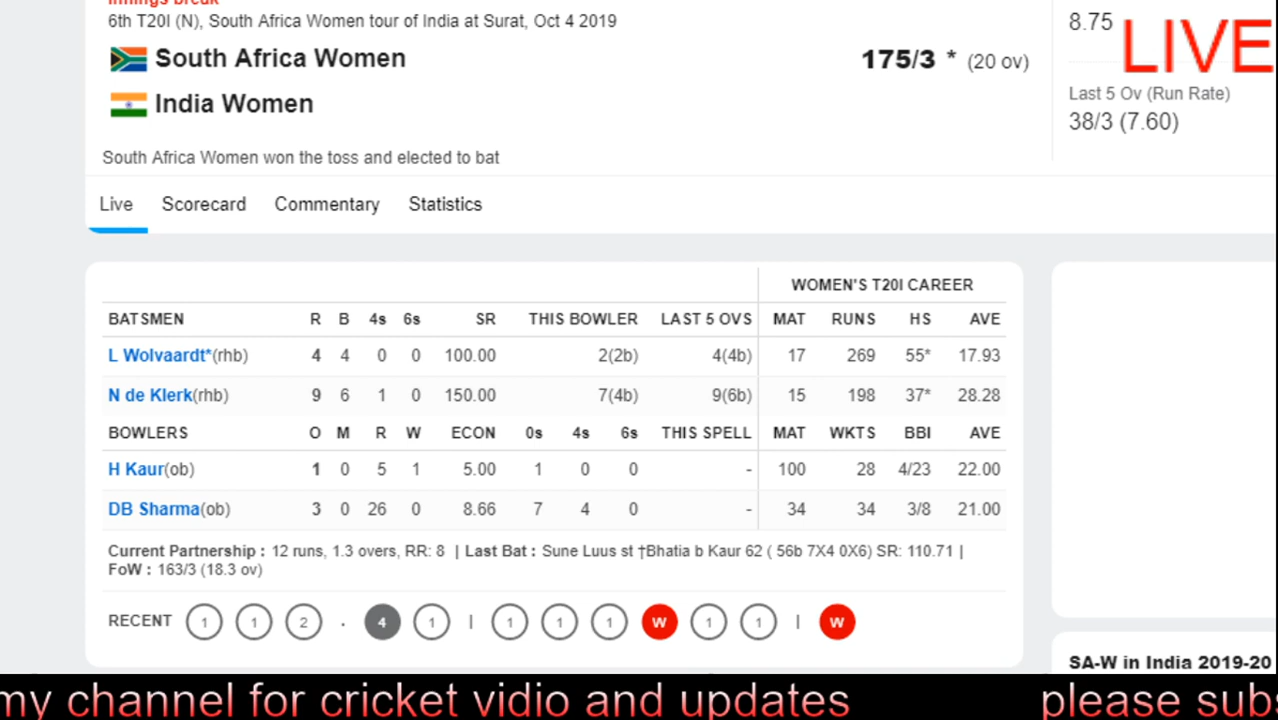 Innings break
6th T20I (N), South Africa Women tour of India at Surat, Oct 4 2019
South Africa Women 175/3 * (20 ov)
India Women
South Africa Women won the toss and elected to bat
8.75
LIVE
Last 5 Ov (Run Rate)
38/3 (7.60)
Live Scorecard Commentary Statistics
WOMEN'S T20I CAREER
BATSMEN R B 4s 6s SR THIS BOWLER LAST 5 OVS MAT RUNS HS AVE
L Wolvaardt*(rhb) 4 4 0 0 100.00 2(2b) 4(4b) 17 269 55* 17.93
N de Klerk(rhb) 9 6 1 0 150.00 7(4b) 9(6b) 15 198 37* 28.28
BOWLERS O M R W ECON 0s 4s 6s THIS SPELL MAT WKTS BBI AVE
H Kaur(ob) 1 0 5 1 5.00 1 0 0 - 100 28 4/23 22.00
DB Sharma(ob) 3 0 26 0 8.66 7 4 0 - 34 34 3/8 21.00
Current Partnership : 12 runs, 1.3 overs, RR: 8 | Last Bat : Sune Luus st †Bhatia b Kaur 62 ( 56b 7X4 0X6) SR: 110.71 |
FoW : 163/3 (18.3 ov)
RECENT 1 1 2 . 4 1 | 1 1 1 W 1 1 | W
SA-W in India 2019-20
my channel for cricket vidio and updates please subs